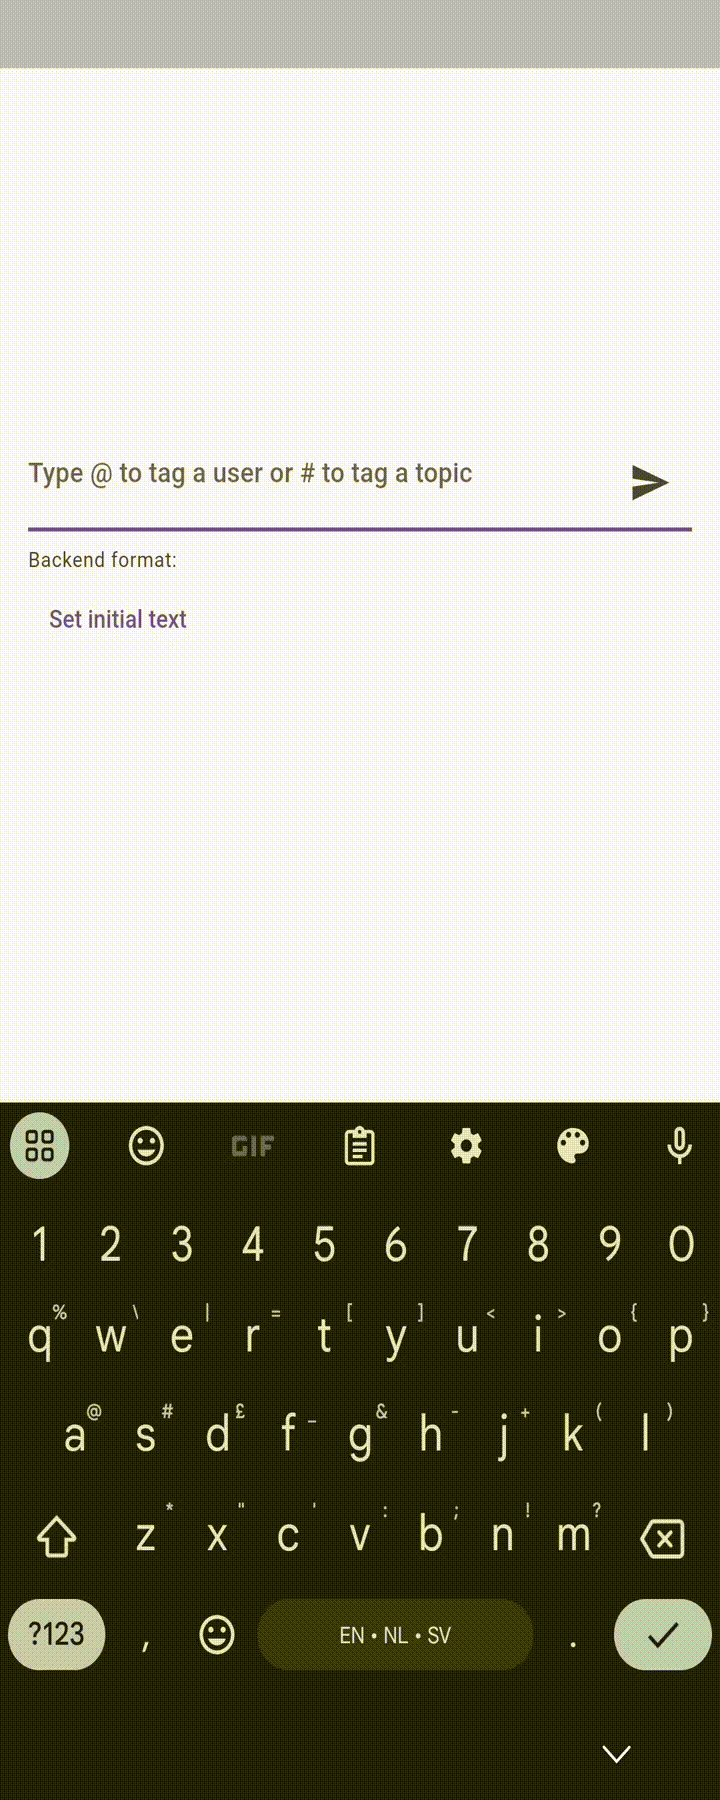 Type @ to tag a user or # to tag a topic
Backend format:
Set initial text
GIF
1 2 3 4 5 6 7 8 9 0
q % w \ e | r = t [ y ] u < i > o { p }
a @ s # d £ f _ g & h - j + k ( l )
z * x " c ' v : b ; n ! m ?
?123 , EN • NL • SV .